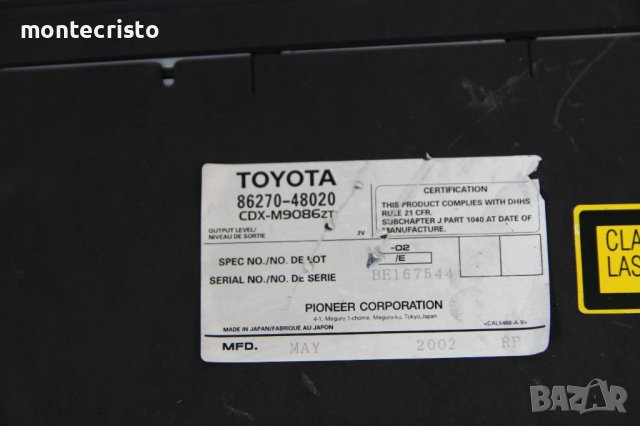 montecristo
TOYOTA
86270-48020
CDX-M9086ZT
OUTPUT LEVEL/
NIVEAU DE SORTIE
2V
CERTIFICATION
THIS PRODUCT COMPLIES WITH DHHS
RULE 21 CFR.
SUBCHAPTER J PART 1040 AT DATE OF
MANUFACTURE.
SPEC NO./NO. DE LOT
-02
/E
SERIAL NO./NO. DE SERIE
BE167544
PIONEER CORPORATION
4-1, Meguro 1-chome, Meguro-ku, Tokyo, Japan
MADE IN JAPAN/FABRIQUE AU JAPON
<CAL5486-A-S>
MFD. MAY 2002 RF
CLA
LAS
BAZAR